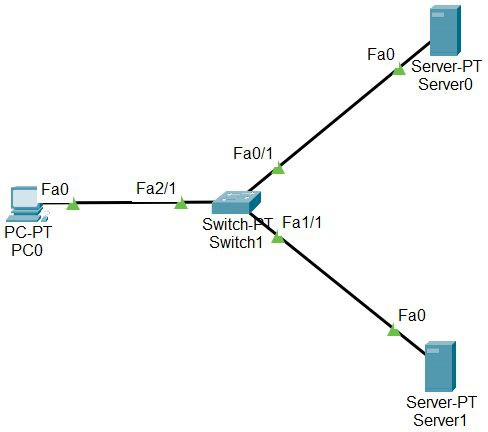 Fa0
Server-PT
Server0
Fa0/1
Fa0
Fa2/1
PC-PT
PC0
Switch-PT
Switch1
Fa1/1
Fa0
Server-PT
Server1